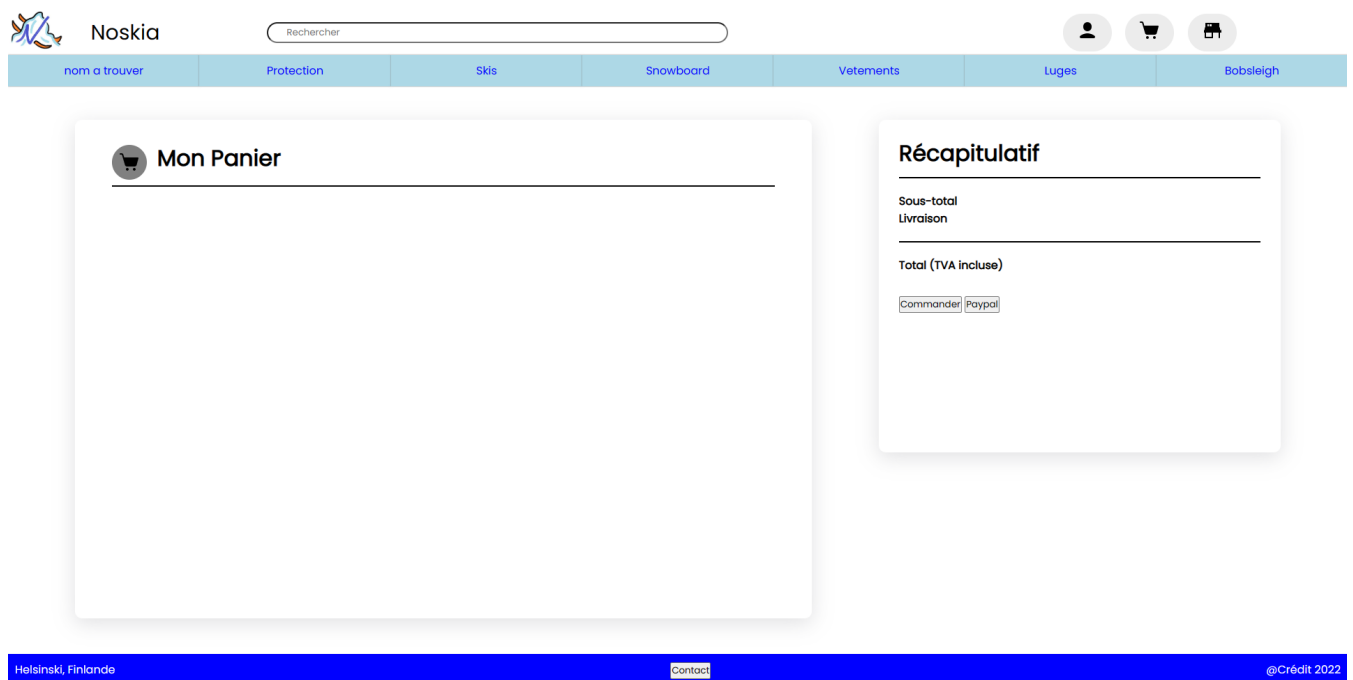 Noskia
Rechercher
nom a trouver Protection Skis Snowboard Vetements Luges Bobsleigh
Mon Panier
Récapitulatif
Sous-total
Livraison
Total (TVA incluse)
Commander Paypal
Helsinski, Finlande Contact @Crédit 2022